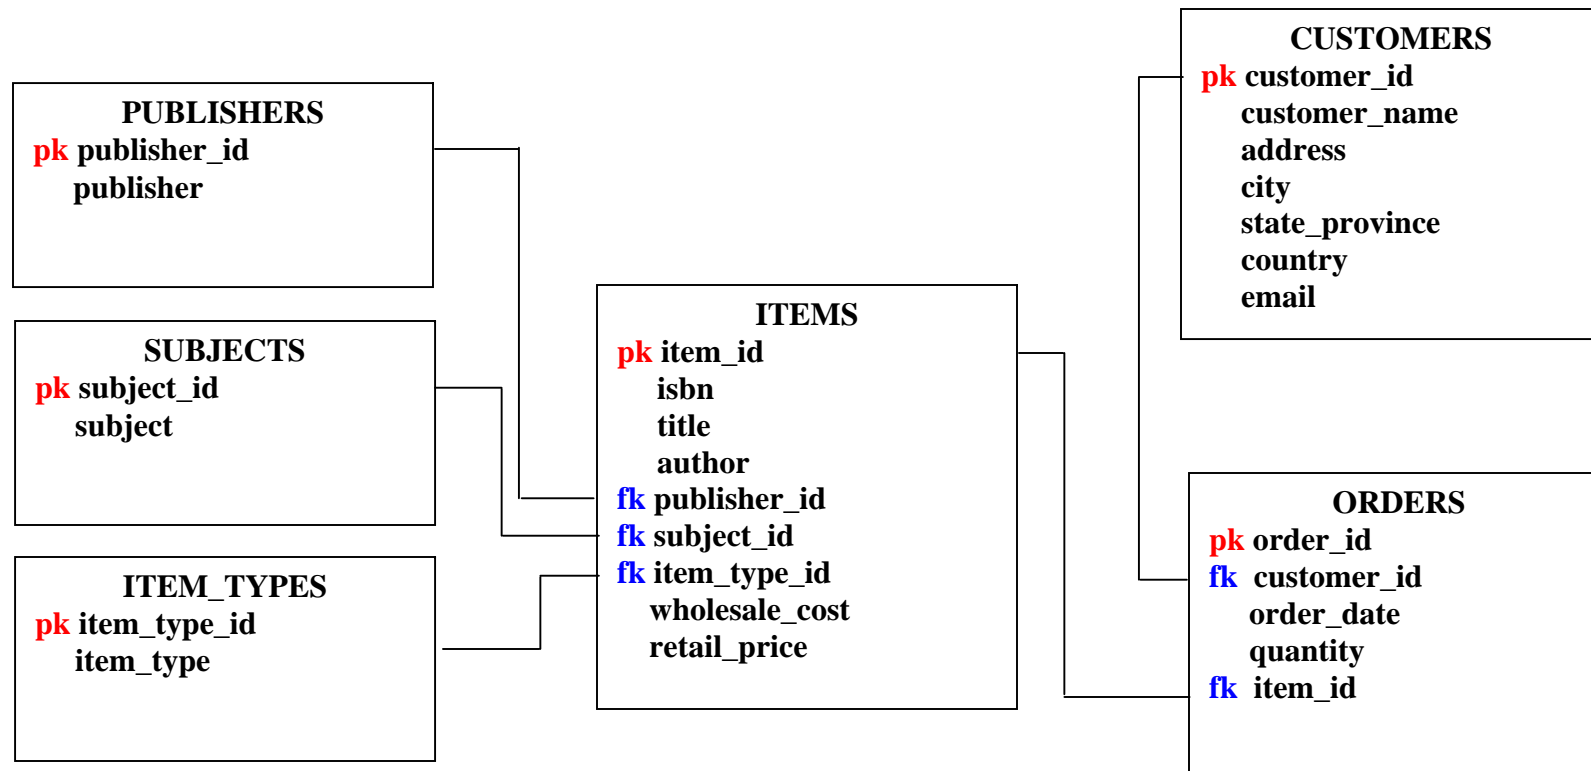 PUBLISHERS
pk publisher_id
publisher
SUBJECTS
pk subject_id
subject
ITEM_TYPES
pk item_type_id
item_type
ITEMS
pk item_id
isbn
title
author
fk publisher_id
fk subject_id
fk item_type_id
wholesale_cost
retail_price
CUSTOMERS
pk customer_id
customer_name
address
city
state_province
country
email
ORDERS
pk order_id
fk customer_id
order_date
quantity
fk item_id